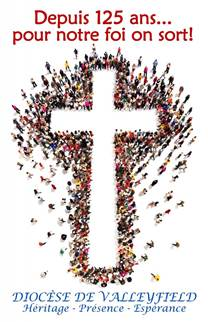 Depuis 125 ans...
pour notre foi on sort!
DIOCÈSE DE VALLEYFIELD
Héritage - Présence - Espérance